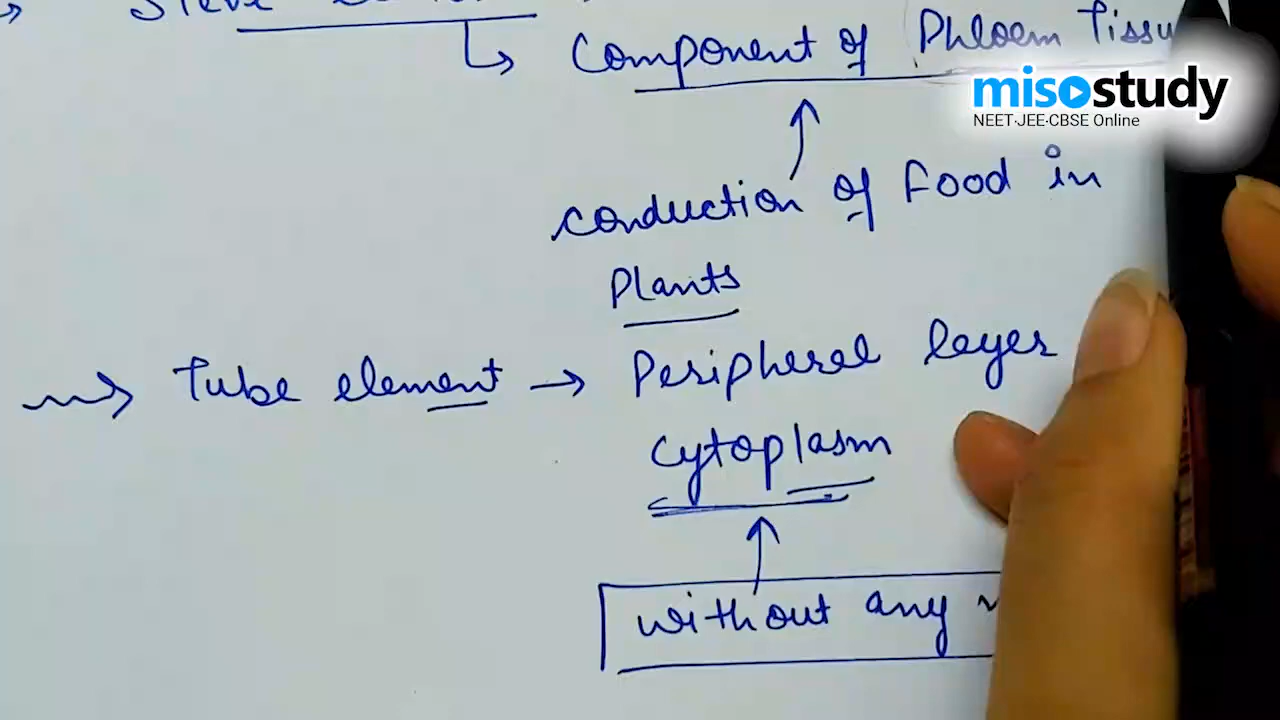 Component of Phloem Tissu
misostudy
NEET·JEE·CBSE Online
conduction of Food in
Plants
Tube element → Peripheral layer
cytoplasm
without any